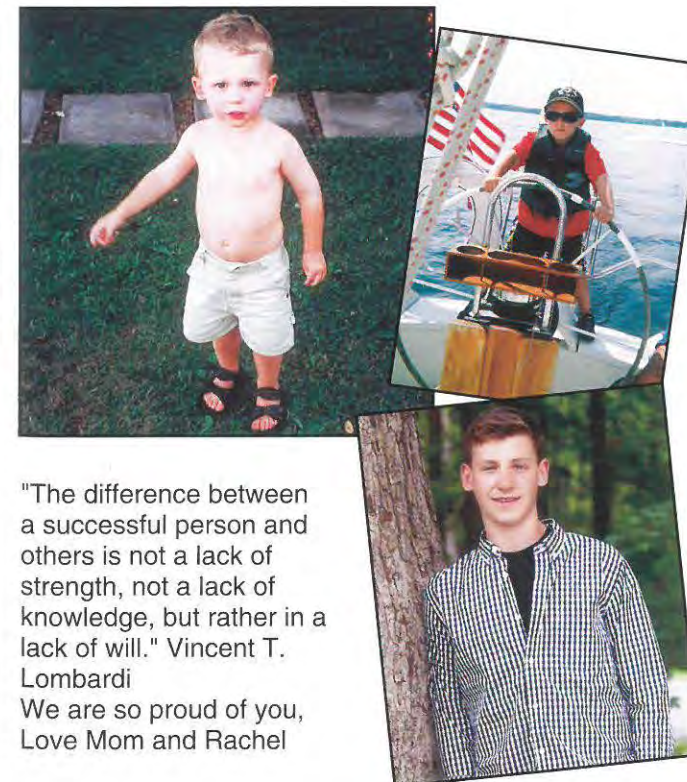 "The difference between
a successful person and
others is not a lack of
strength, not a lack of
knowledge, but rather in a
lack of will." Vincent T.
Lombardi
We are so proud of you,
Love Mom and Rachel